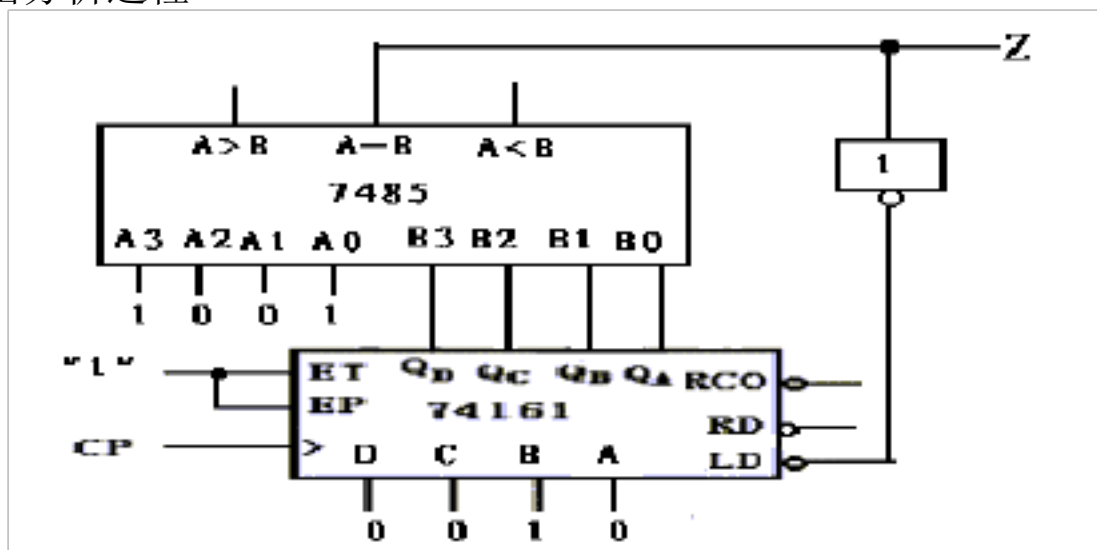 Z
A>B A=B A<B
1
7485
A3 A2 A1 A0 B3 B2 B1 B0
1 0 0 1
"1"
ET QD QC QB QA RCO
EP 74161 RD
CP > D C B A LD
0 0 1 0